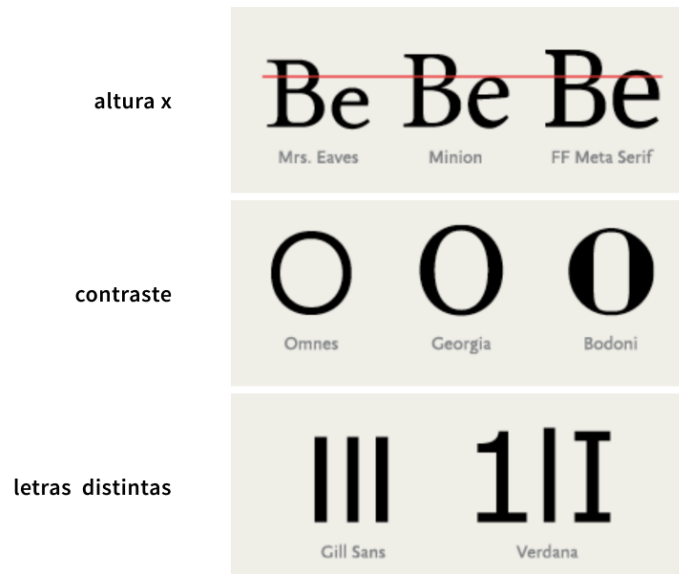 altura x
Be Be Be
Mrs. Eaves Minion FF Meta Serif
contraste
O O O
Omnes Georgia Bodoni
letras distintas
1lI 1lI
Gill Sans Verdana